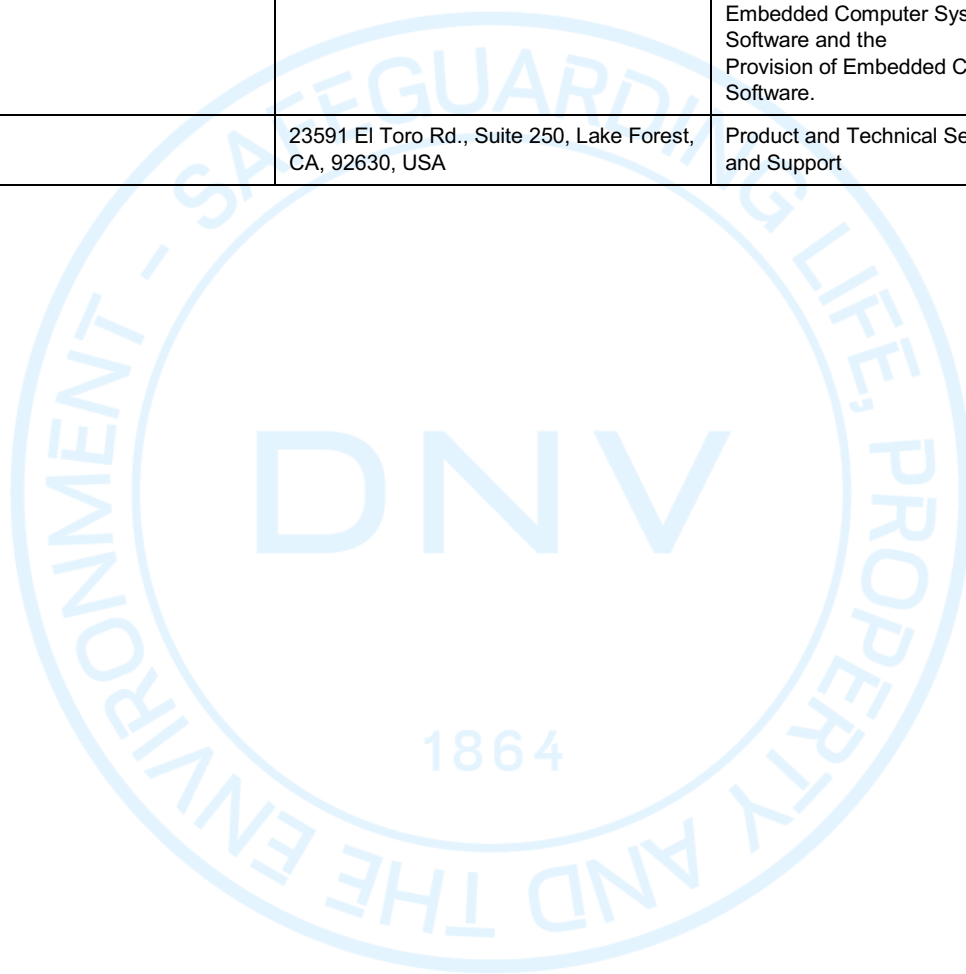 Embedded Computer Sys
Software and the
Provision of Embedded C
Software.
23591 El Toro Rd., Suite 250, Lake Forest,
CA, 92630, USA
Product and Technical Se
and Support
SAFEGUARDING LIFE, PROPERTY AND THE ENVIRONMENT -
DNV
1864